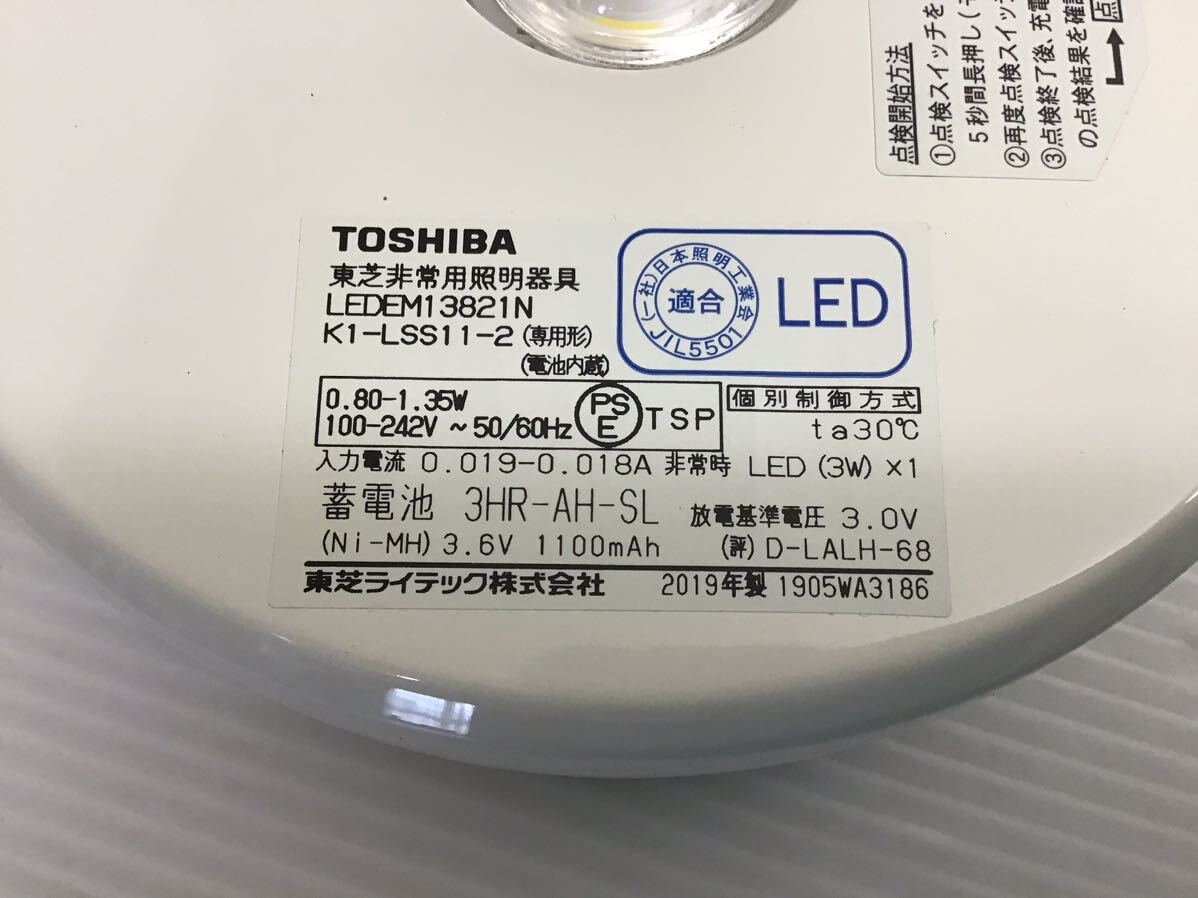 点検開始方法
①点検スイッチを
5秒間長押し(
②再度点検スイッ
③点検終了後、充電
の点検結果を確認
点
TOSHIBA
東芝非常用照明器具
LEDEM13821N
K1-LSS11-2 (専用形)
(電池内蔵)
(一社)日本照明工業会
適合
JIL5501
LED
0.80-1.35W
100-242V ~ 50/60Hz
PS
E
TSP
個別制御方式
ta30℃
入力電流 0.019-0.018A 非常時 LED (3W) ×1
蓄電池 3HR-AH-SL 放電基準電圧 3.0V
(Ni-MH) 3.6V 1100mAh (評) D-LALH-68
東芝ライテック株式会社 2019年製 1905WA3186